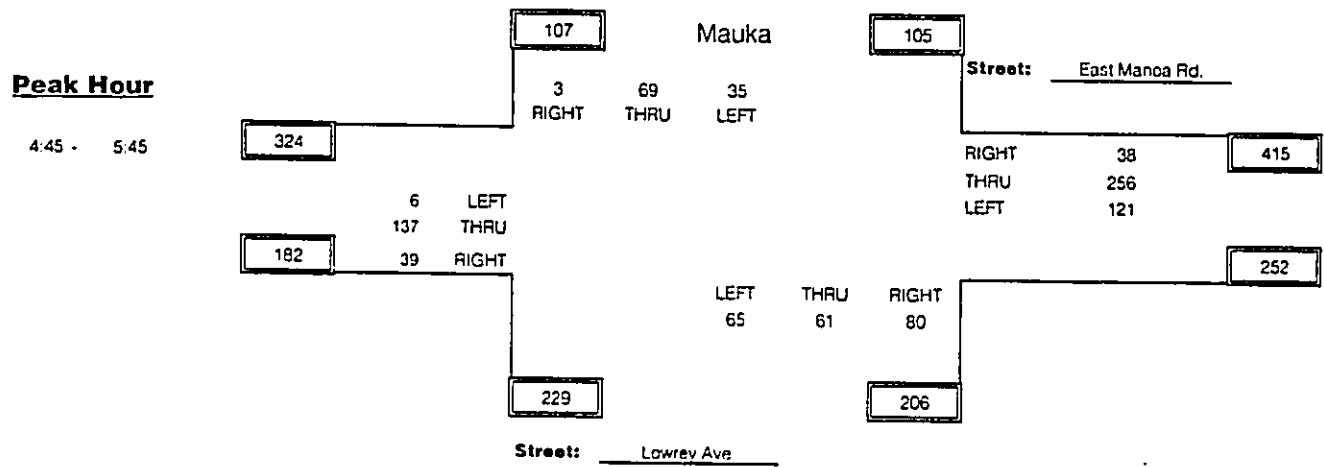 107 Mauka 105
Street: East Manoa Rd.
Peak Hour
3 69 35
RIGHT THRU LEFT
4:45 - 5:45
324
RIGHT 38 415
THRU 256
LEFT 121
6 LEFT
137 THRU
182 39 RIGHT
252
LEFT THRU RIGHT
65 61 80
229 206
Street: Lowrey Ave